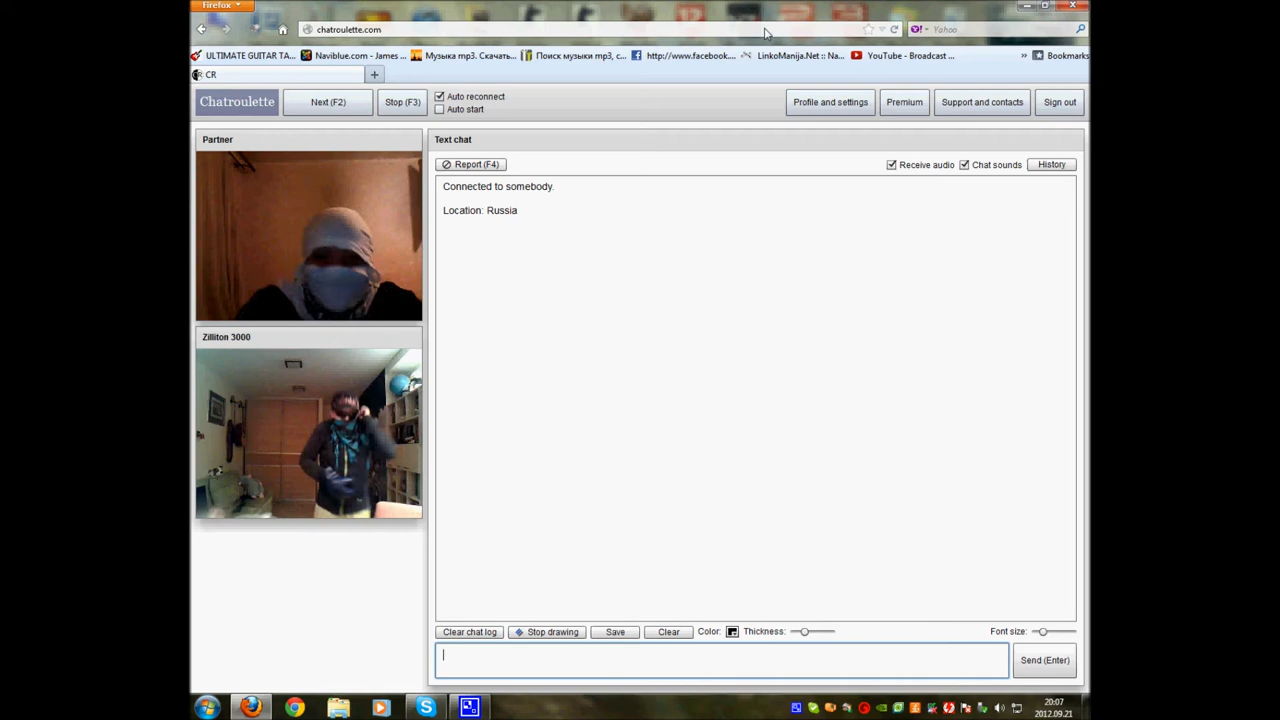 Firefox
chatroulette.com
Yahoo
ULTIMATE GUITAR TA...
Naviblue.com - James ...
Музыка mp3. Скачать...
Поиск музыки mp3, с...
http://www.facebook....
LinkoManija.Net :: Na...
YouTube - Broadcast ...
»
Bookmarks
CR
Chatroulette
Next (F2)
Stop (F3)
Auto reconnect
Auto start
Profile and settings
Premium
Support and contacts
Sign out
Partner
Text chat
Report (F4)
Receive audio
Chat sounds
History
Connected to somebody.
Location: Russia
Zilliton 3000
Clear chat log
Stop drawing
Save
Clear
Color:
Thickness:
Font size:
Send (Enter)
20:07
2012.09.21